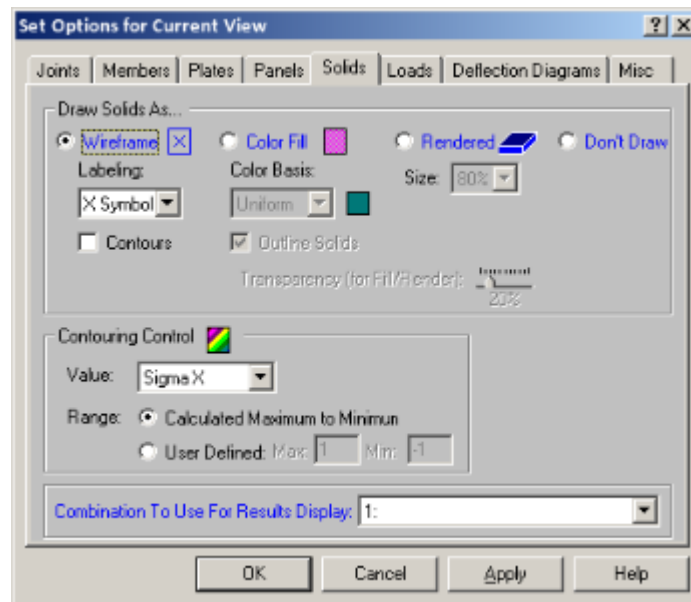 Set Options for Current View
Joints Members Plates Panels Solids Loads Deflection Diagrams Misc
Draw Solids As...
Wireframe Color Fill Rendered Don't Draw
Labeling: Color Basis: Size: 80%
X Symbol Uniform
Contours Outline Solids
Transparency (for Fill/Render):
20%
Contouring Control
Value: Sigma X
Range: Calculated Maximum to Minimun
User Defined: Max: 1 Min: -1
Combination To Use For Results Display: 1:
OK Cancel Apply Help